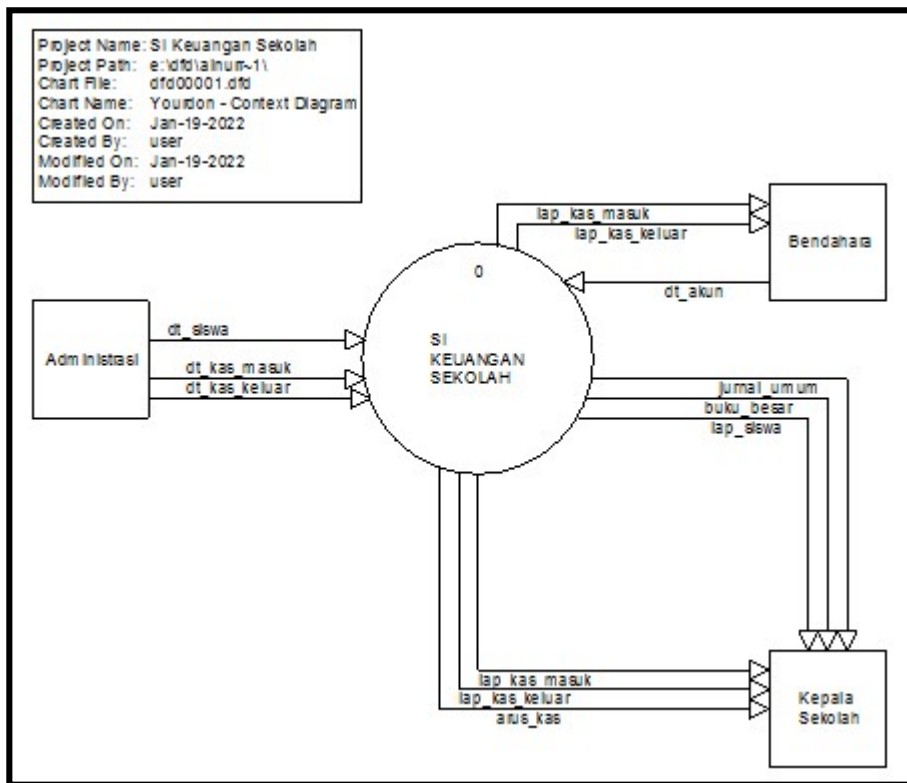 Project Name: SI Keuangan Sekolah
Project Path: e:\dfd\alnurr~1\
Chart File: dfd00001.dfd
Chart Name: Yourdon - Context Diagram
Created On: Jan-19-2022
Created By: user
Modified On: Jan-19-2022
Modified By: user
lap_kas_masuk
lap_kas_keluar
Bendahara
0
dt_akun
dt_siswa
Administrasi
SI
KEUANGAN
SEKOLAH
dt_kas_masuk
dt_kas_keluar
jurnal_umum
buku_besar
lap_siswa
lap_kas_masuk
lap_kas_keluar
arus_kas
Kepala
Sekolah